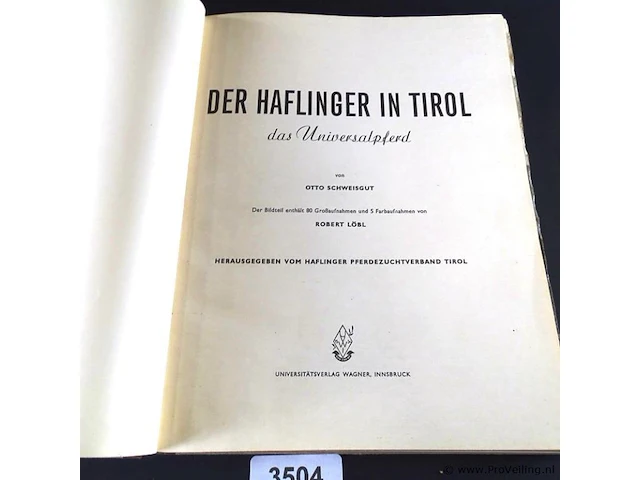 DER HAFLINGER IN TIROL
das Universalpferd
von
OTTO SCHWEISGUT
Der Bildteil enthält 80 Großaufnahmen und 5 Farbaufnahmen von
ROBERT LÖBL
HERAUSGEGEBEN VOM HAFLINGER PFERDEZUCHTVERBAND TIROL
UNIVERSITÄTSVERLAG WAGNER, INNSBRUCK
3504
© www.ProVeiling.nl